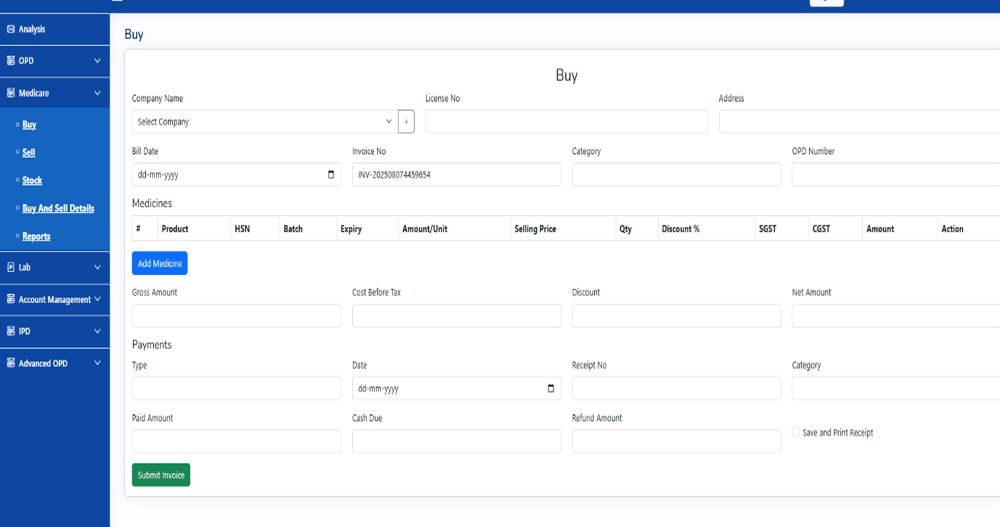 Analysis
OPD
Medicare
Buy
Sell
Stock
Buy And Sell Details
Reports
Lab
Account Management
IPD
Advanced OPD
Buy
Buy
Company Name License No Address
Select Company +
Bill Date Invoice No Category OPD Number
dd-mm-yyyy INV-202508074459654
Medicines
# Product HSN Batch Expiry Amount/Unit Selling Price Qty Discount % SGST CGST Amount Action
Add Medicine
Gross Amount Cost Before Tax Discount Net Amount
Payments
Type Date Receipt No Category
dd-mm-yyyy
Paid Amount Cash Due Refund Amount
Save and Print Receipt
Submit Invoice